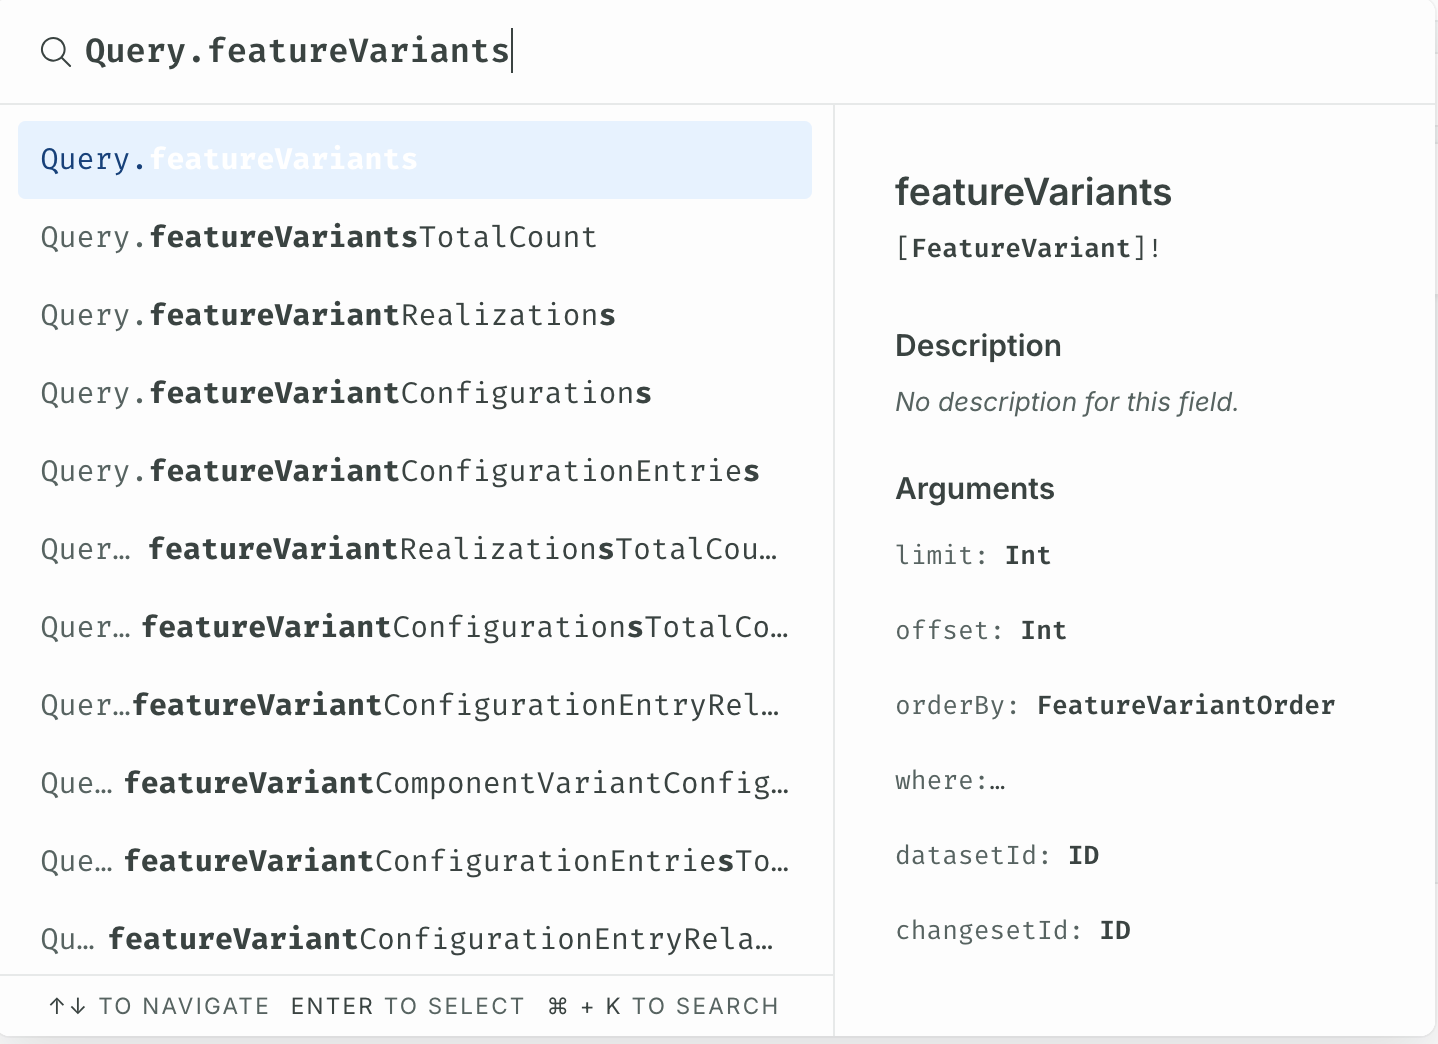 Query.featureVariants
Query.featureVariants
Query.featureVariantsTotalCount
Query.featureVariantRealizations
Query.featureVariantConfigurations
Query.featureVariantConfigurationEntries
Quer… featureVariantRealizationsTotalCou…
Quer… featureVariantConfigurationsTotalCo…
Quer…featureVariantConfigurationEntryRel…
Que… featureVariantComponentVariantConfig…
Que… featureVariantConfigurationEntriesTo…
Qu… featureVariantConfigurationEntryRela…
↑↓ TO NAVIGATE ENTER TO SELECT ⌘ + K TO SEARCH
featureVariants
[FeatureVariant]!
Description
No description for this field.
Arguments
limit: Int
offset: Int
orderBy: FeatureVariantOrder
where:…
datasetId: ID
changesetId: ID